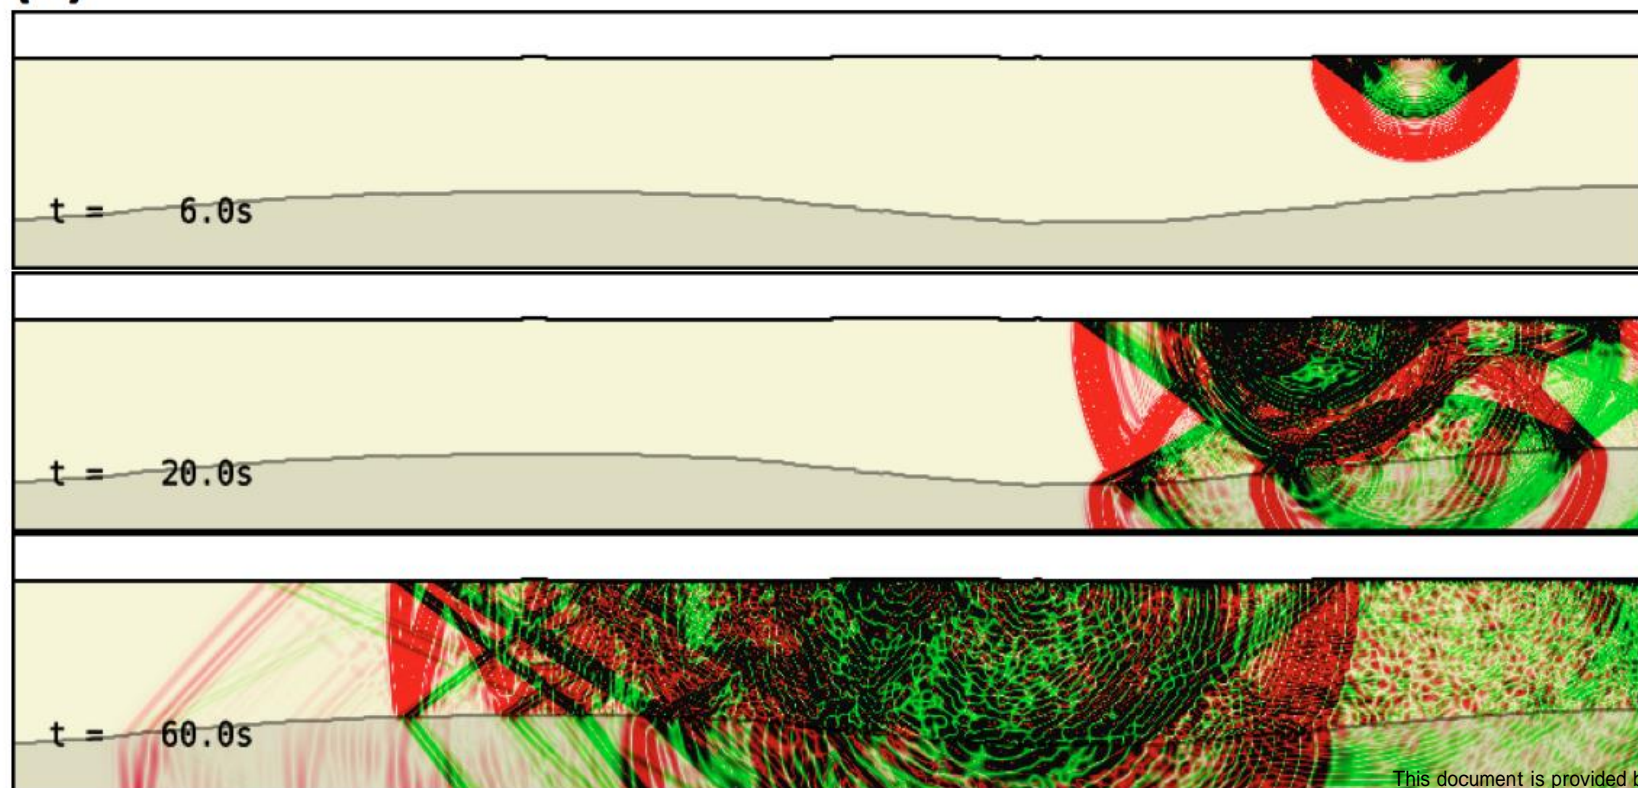 t = 6.0s
t = 20.0s
t = 60.0s
This document is provided b